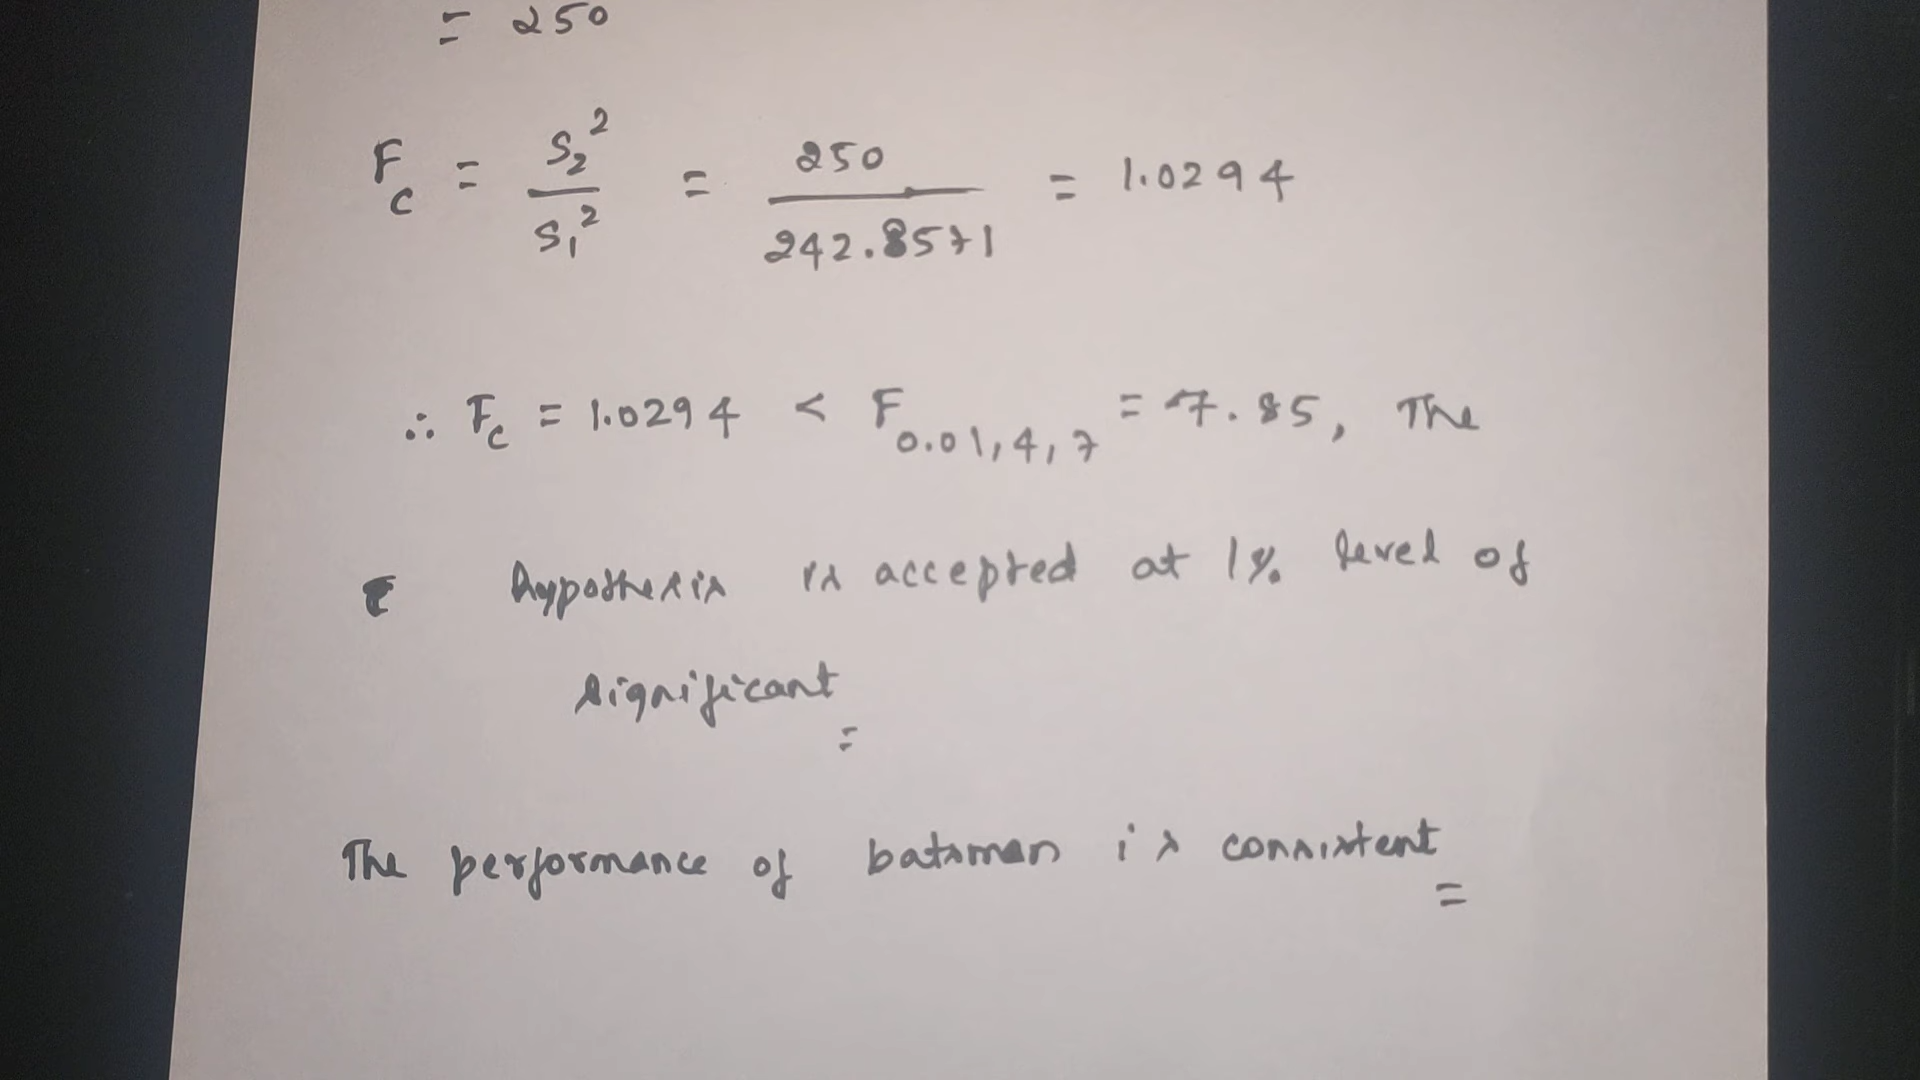 = 250
F_c = S_2^2 / S_1^2 = 250 / 242.8571 = 1.0294
∴ F_c = 1.0294 < F_0.01,4,7 = 7.85, The
hypothesis is accepted at 1% level of
significant
The performance of batsman is consistent